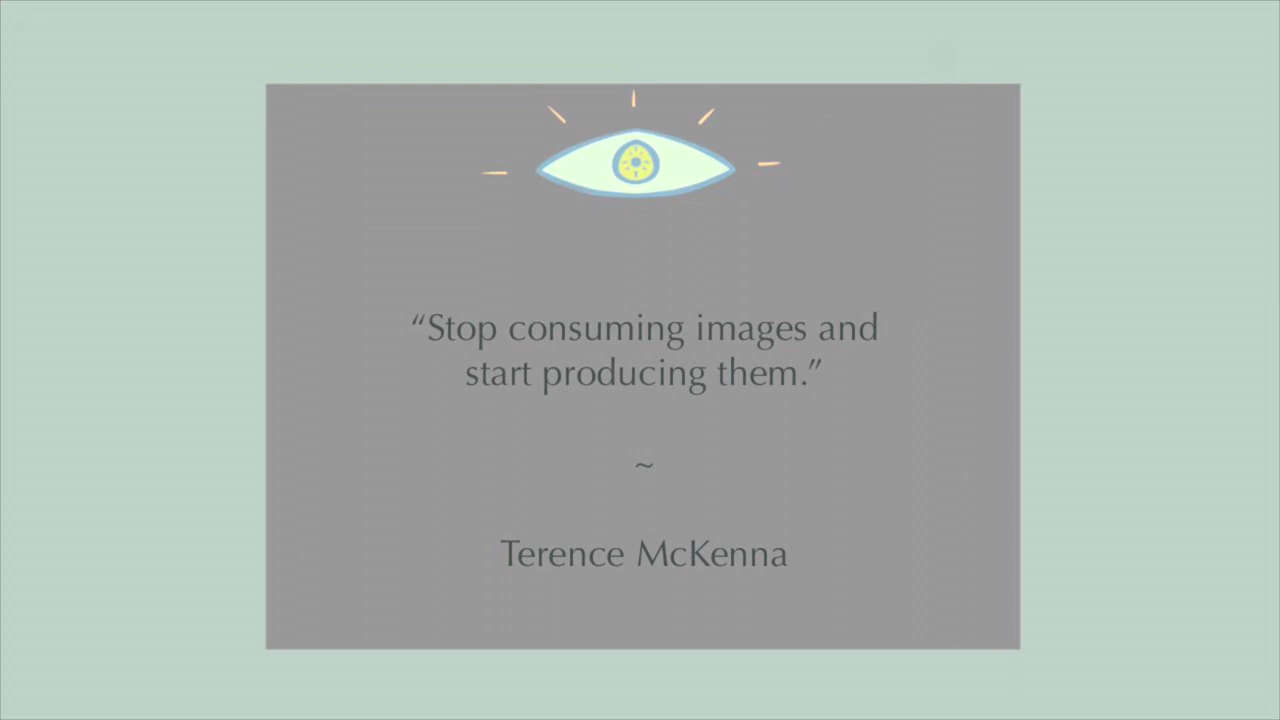 “Stop consuming images and
start producing them.”
~
Terence McKenna